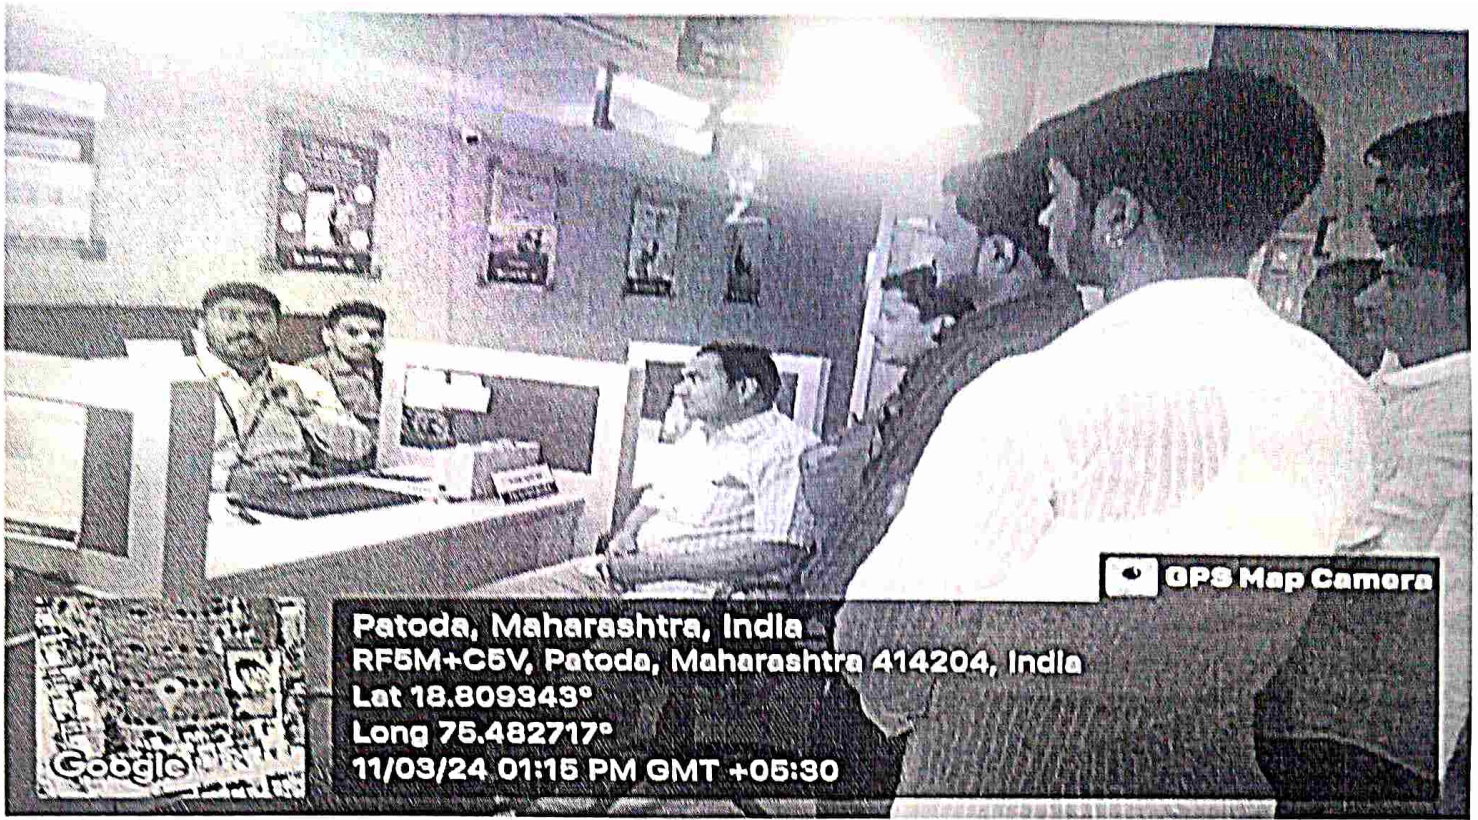 GPS Map Camera
Patoda, Maharashtra, India
RF5M+C5V, Patoda, Maharashtra 414204, India
Lat 18.809343°
Long 75.482717°
11/03/24 01:15 PM GMT +05:30
Google